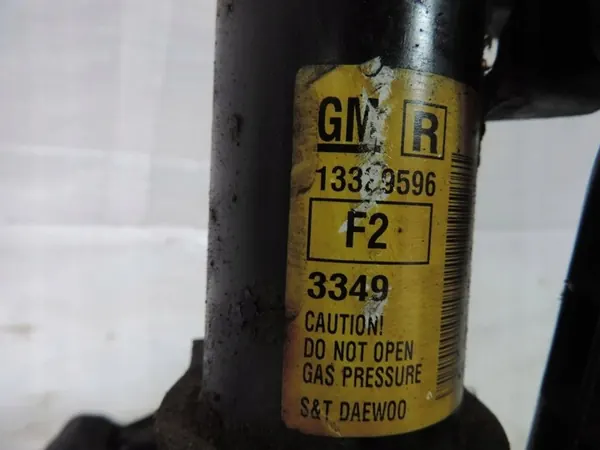 GM R
F2
3349
CAUTION!
DO NOT OPEN
GAS PRESSURE
S&T DAEWOO